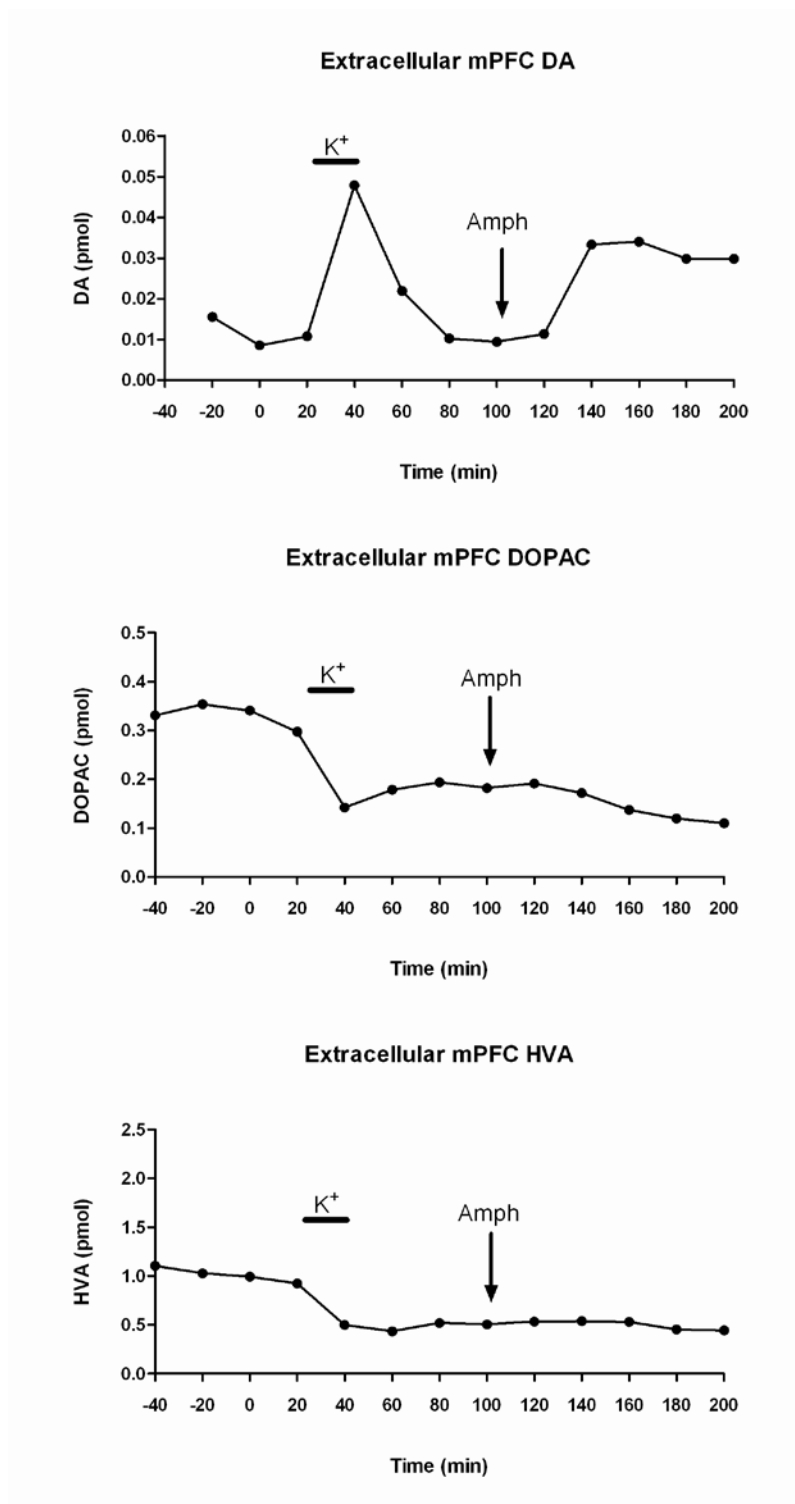 Extracellular mPFC DA
0.06
K+
0.05
Amph
0.04
DA (pmol)
0.03
0.02
0.01
0.00
-40 -20 0 20 40 60 80 100 120 140 160 180 200
Time (min)
Extracellular mPFC DOPAC
0.5
K+
Amph
0.4
DOPAC (pmol)
0.3
0.2
0.1
0.0
-40 -20 0 20 40 60 80 100 120 140 160 180 200
Time (min)
Extracellular mPFC HVA
2.5
2.0
K+
Amph
1.5
HVA (pmol)
1.0
0.5
0.0
-40 -20 0 20 40 60 80 100 120 140 160 180 200
Time (min)